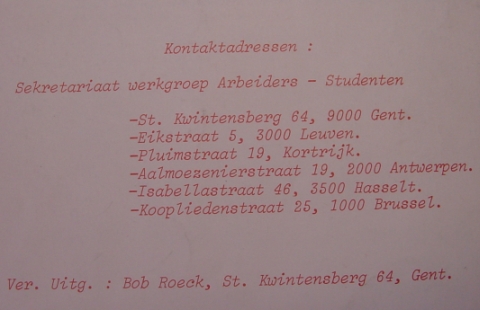 Kontaktadressen :
Sekretariaat werkgroep Arbeiders - Studenten
-St. Kwintensberg 64, 9000 Gent.
-Eikstraat 5, 3000 Leuven.
-Pluimstraat 19, Kortrijk.
-Aalmoezenierstraat 19, 2000 Antwerpen.
-Isabellastraat 46, 3500 Hasselt.
-Koopliedenstraat 25, 1000 Brussel.
Ver. Uitg. : Bob Roeck, St. Kwintensberg 64, Gent.